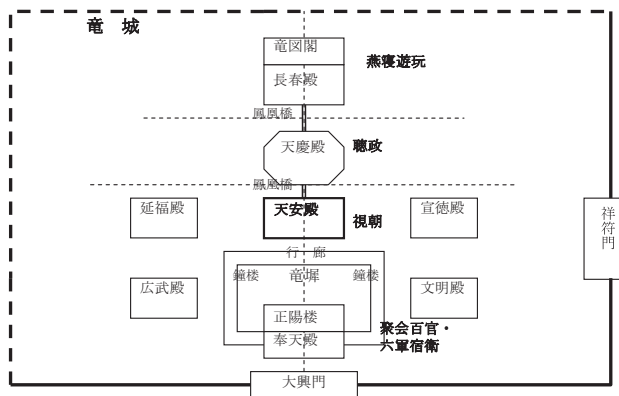 竜 城
竜図閣
燕寝遊玩
長春殿
鳳凰橋
天慶殿
聴政
鳳凰橋
延福殿
天安殿
宣徳殿
視朝
祥符門
行 廊
鐘楼
竜墀
鐘楼
広武殿
文明殿
正陽楼
聚会百官・
六軍宿衛
奉天殿
大興門